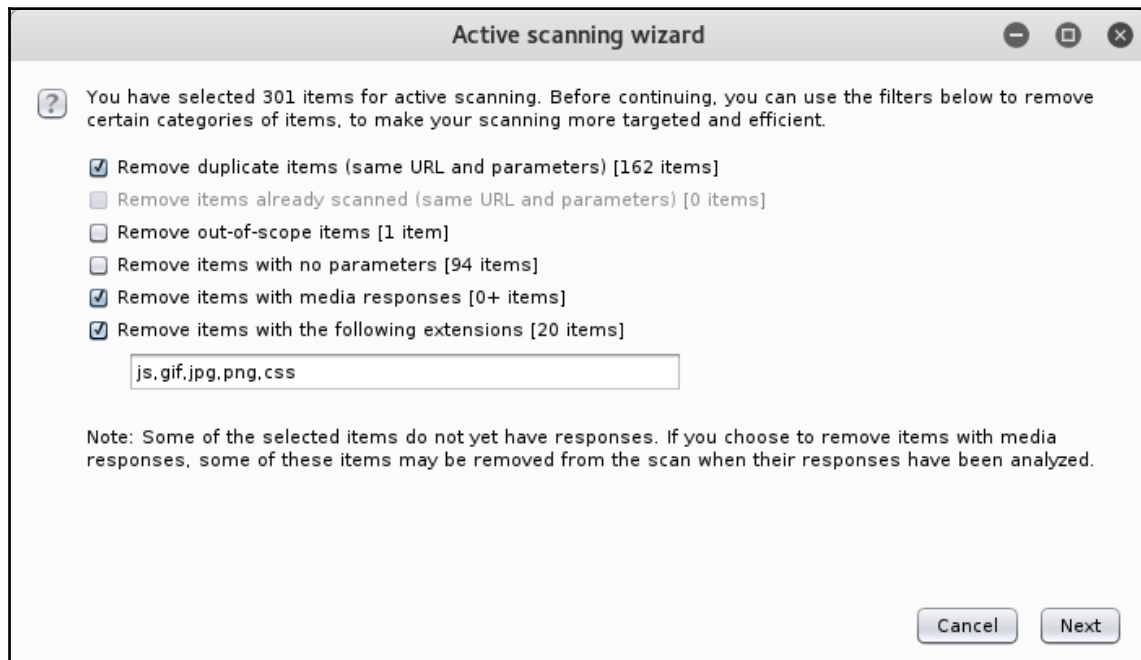 Active scanning wizard
You have selected 301 items for active scanning. Before continuing, you can use the filters below to remove
certain categories of items, to make your scanning more targeted and efficient.
Remove duplicate items (same URL and parameters) [162 items]
Remove items already scanned (same URL and parameters) [0 items]
Remove out-of-scope items [1 item]
Remove items with no parameters [94 items]
Remove items with media responses [0+ items]
Remove items with the following extensions [20 items]
js,gif,jpg,png,css
Note: Some of the selected items do not yet have responses. If you choose to remove items with media
responses, some of these items may be removed from the scan when their responses have been analyzed.
Cancel Next